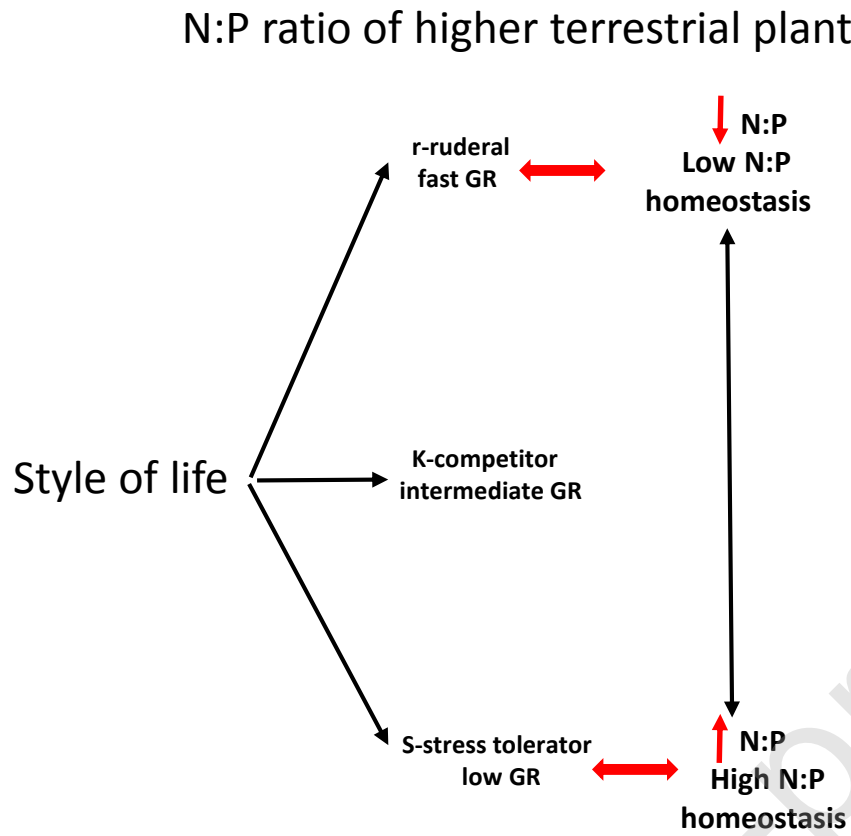 N:P ratio of higher terrestrial plant
N:P
Low N:P
homeostasis
r-ruderal
fast GR
Style of life
K-competitor
intermediate GR
S-stress tolerator
low GR
N:P
High N:P
homeostasis